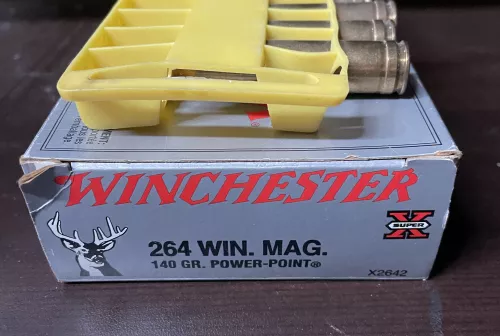 WINCHESTER
SUPER X
264 WIN. MAG.
140 GR. POWER-POINT®
X2642